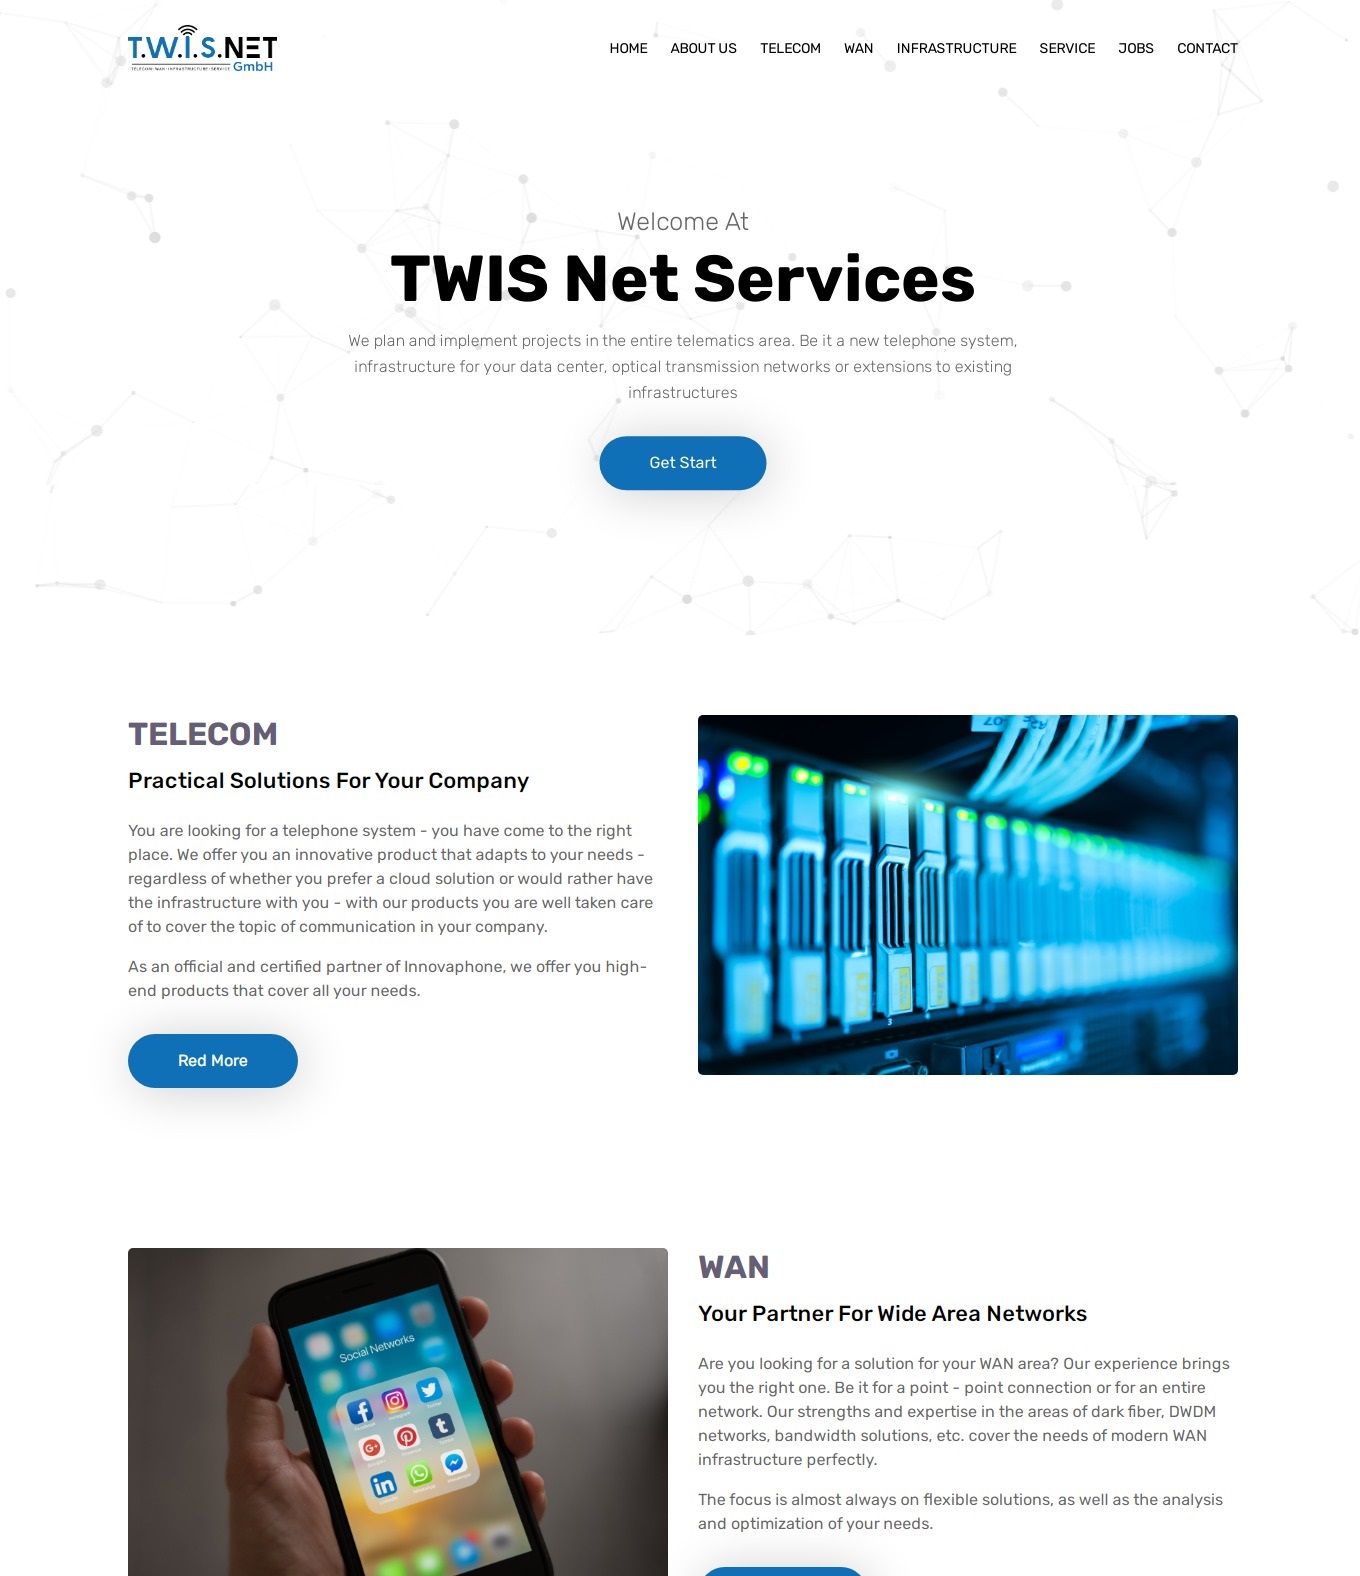 T.W.I.S.NET
TELECOM·WAN·INFRASTRUCTURE·SERVICE GmbH
HOME ABOUT US TELECOM WAN INFRASTRUCTURE SERVICE JOBS CONTACT
Welcome At
TWIS Net Services
We plan and implement projects in the entire telematics area. Be it a new telephone system,
infrastructure for your data center, optical transmission networks or extensions to existing
infrastructures
Get Start
TELECOM
Practical Solutions For Your Company
You are looking for a telephone system - you have come to the right
place. We offer you an innovative product that adapts to your needs -
regardless of whether you prefer a cloud solution or would rather have
the infrastructure with you - with our products you are well taken care
of to cover the topic of communication in your company.
As an official and certified partner of Innovaphone, we offer you high-
end products that cover all your needs.
Red More
3
Social Networks
WAN
Your Partner For Wide Area Networks
Are you looking for a solution for your WAN area? Our experience brings
you the right one. Be it for a point - point connection or for an entire
network. Our strengths and expertise in the areas of dark fiber, DWDM
networks, bandwidth solutions, etc. cover the needs of modern WAN
infrastructure perfectly.
The focus is almost always on flexible solutions, as well as the analysis
and optimization of your needs.